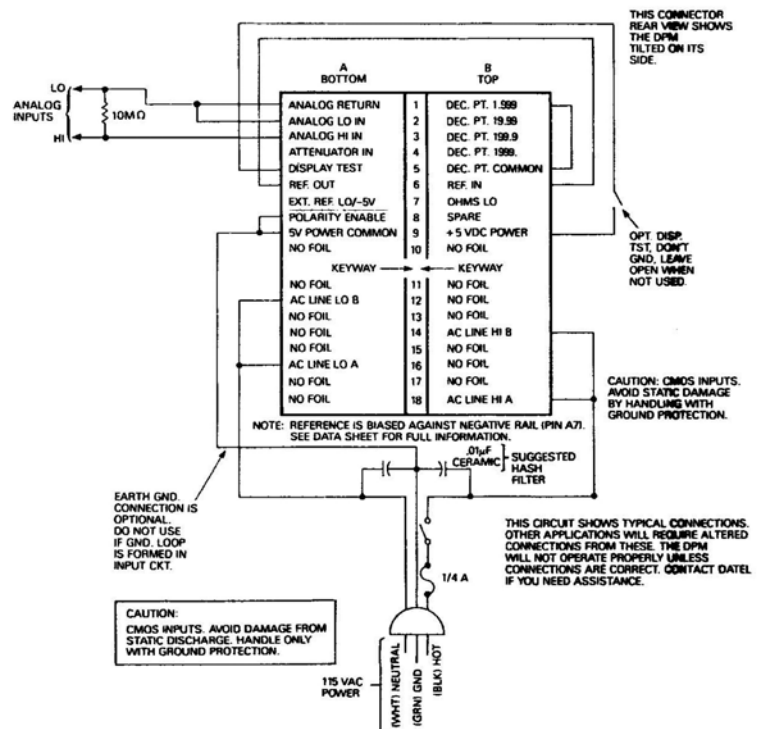 THIS CONNECTOR
REAR VIEW SHOWS
THE DPM
TILTED ON ITS
SIDE.
A
BOTTOM
B
TOP
LO
ANALOG
INPUTS
HI
10MΩ
ANALOG RETURN 1 DEC. PT. 1.999
ANALOG LO IN 2 DEC. PT. 19.99
ANALOG HI IN 3 DEC. PT. 199.9
ATTENUATOR IN 4 DEC. PT. 1999.
DISPLAY TEST 5 DEC. PT. COMMON
REF. OUT 6 REF. IN
EXT. REF. LO/-5V 7 OHMS LO
POLARITY ENABLE 8 SPARE
5V POWER COMMON 9 +5 VDC POWER
NO FOIL 10 NO FOIL
KEYWAY KEYWAY
NO FOIL 11 NO FOIL
AC LINE LO B 12 NO FOIL
NO FOIL 13 NO FOIL
NO FOIL 14 AC LINE HI B
NO FOIL 15 NO FOIL
AC LINE LO A 16 NO FOIL
NO FOIL 17 NO FOIL
NO FOIL 18 AC LINE HI A
OPT. DISP.
TST, DON'T
GND, LEAVE
OPEN WHEN
NOT USED.
CAUTION: CMOS INPUTS.
AVOID STATIC DAMAGE
BY HANDLING WITH
GROUND PROTECTION.
NOTE: REFERENCE IS BIASED AGAINST NEGATIVE RAIL (PIN A7).
SEE DATA SHEET FOR FULL INFORMATION.
.01µF
CERAMIC
SUGGESTED
HASH
FILTER
EARTH GND.
CONNECTION IS
OPTIONAL.
DO NOT USE
IF GND. LOOP
IS FORMED IN
INPUT CKT.
THIS CIRCUIT SHOWS TYPICAL CONNECTIONS.
OTHER APPLICATIONS WILL REQUIRE ALTERED
CONNECTIONS FROM THESE. THE DPM
WILL NOT OPERATE PROPERLY UNLESS
CONNECTIONS ARE CORRECT. CONTACT DATEL
IF YOU NEED ASSISTANCE.
1/4 A
CAUTION:
CMOS INPUTS. AVOID DAMAGE FROM
STATIC DISCHARGE. HANDLE ONLY
WITH GROUND PROTECTION.
115 VAC
POWER
(WHT) NEUTRAL
(GRN) GND
(BLK) HOT